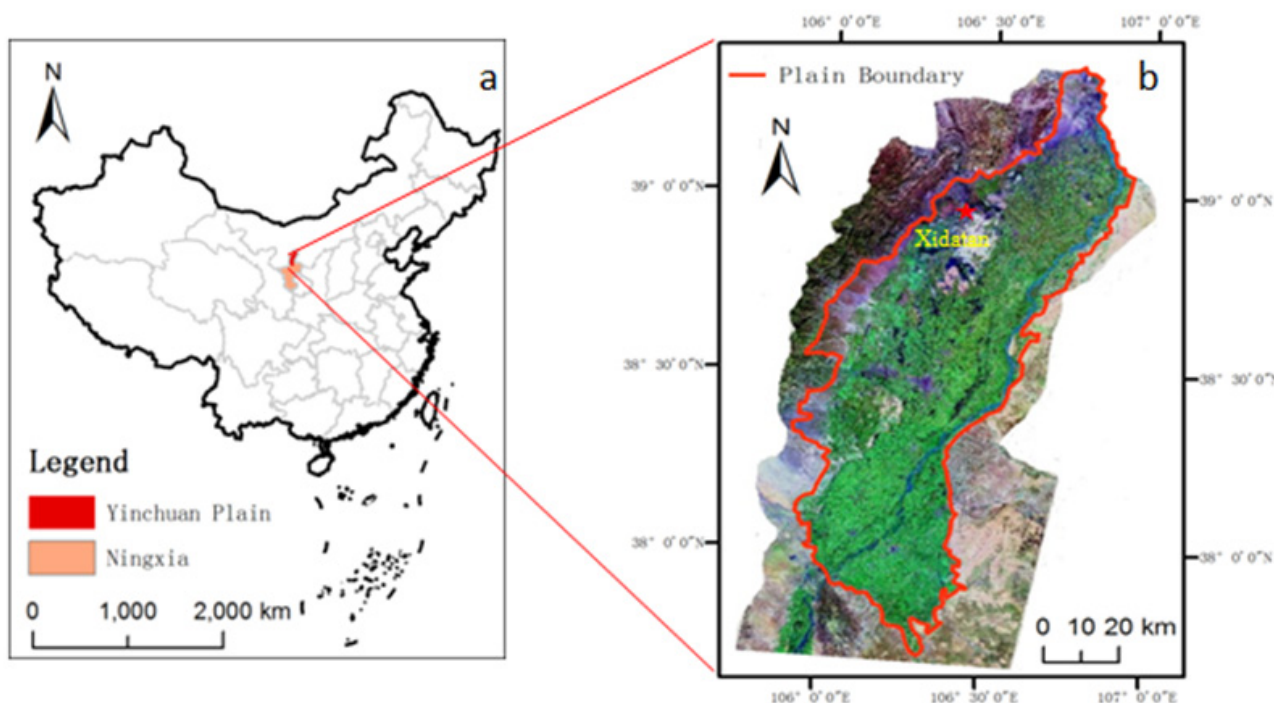 a
N
Legend
Yinchuan Plain
Ningxia
0 1,000 2,000 km
106° 0′0″E 106° 30′0″E 107° 0′0″E
b
Plain Boundary
N
39° 0′0″N 39° 0′0″N
Xidatan
38° 30′0″N 38° 30′0″N
38° 0′0″N 38° 0′0″N
0 10 20 km
106° 0′0″E 106° 30′0″E 107° 0′0″E